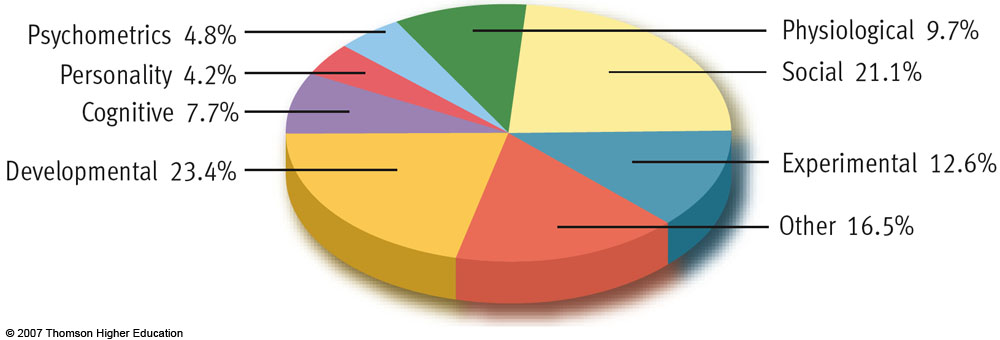 Psychometrics 4.8%
Personality 4.2%
Cognitive 7.7%
Developmental 23.4%
Physiological 9.7%
Social 21.1%
Experimental 12.6%
Other 16.5%
© 2007 Thomson Higher Education